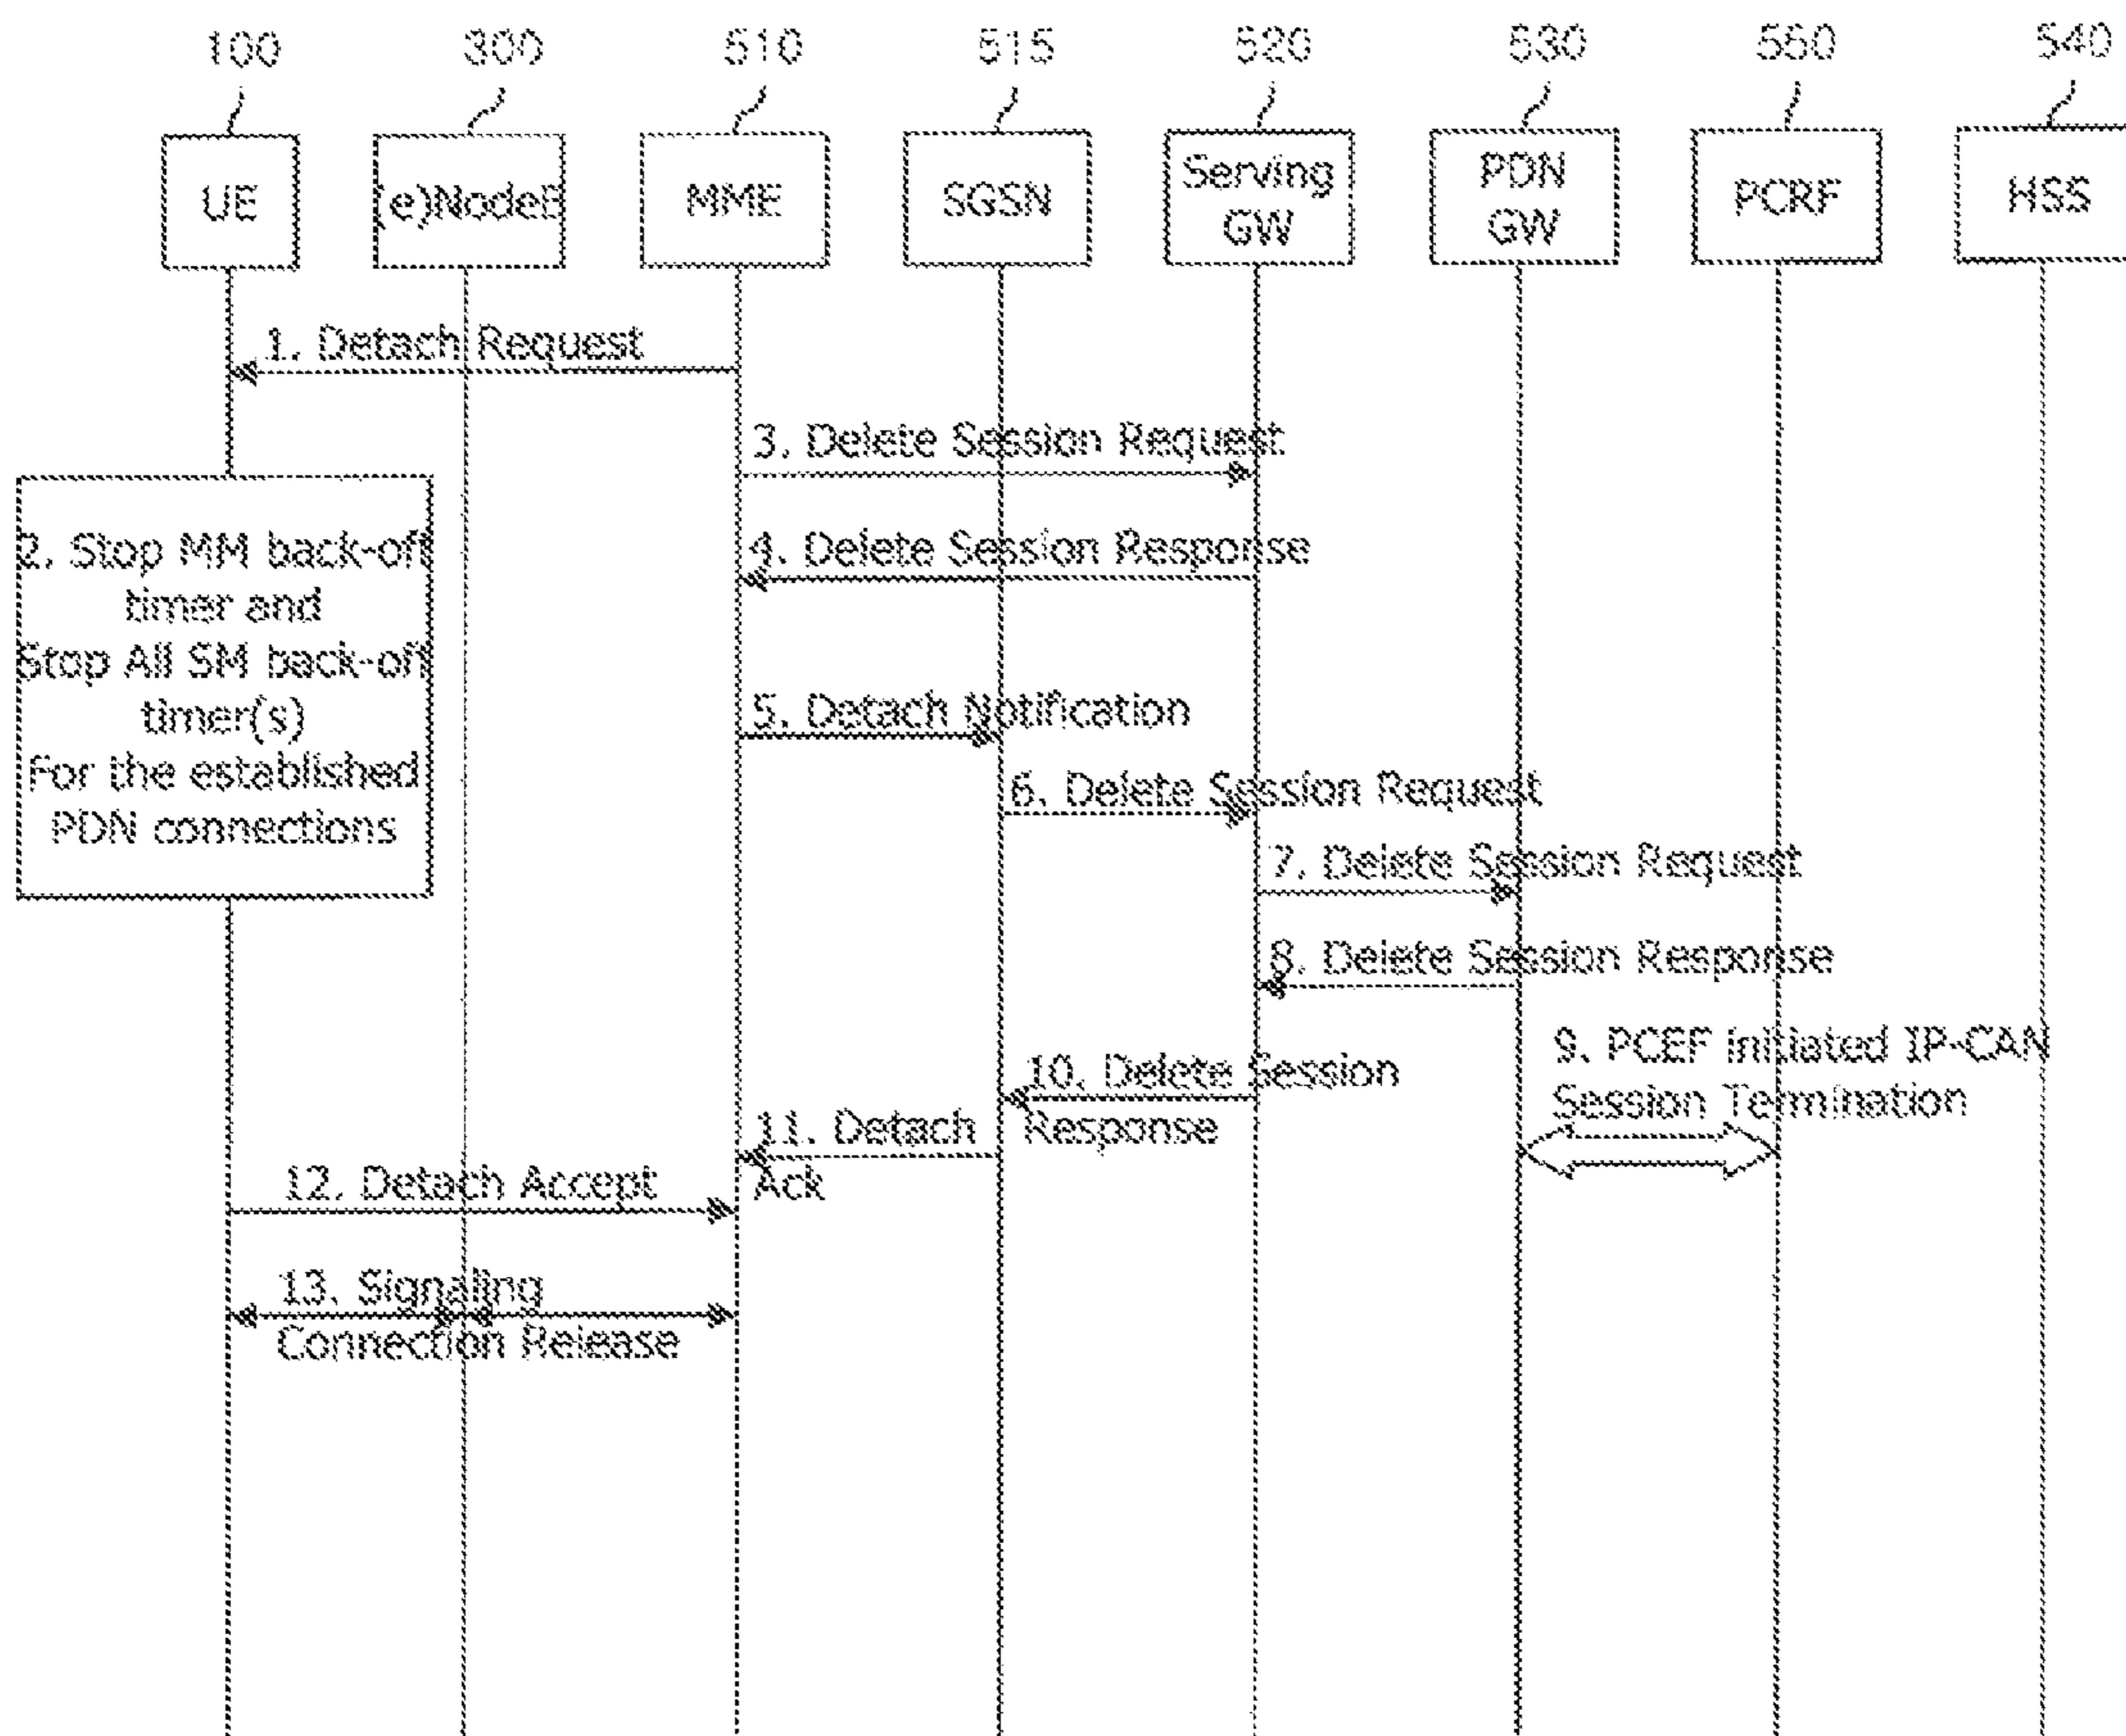 100
300
510
515
520
530
550
540
UE
(e)NodeB
MME
SGSN
Serving
GW
PDN
GW
PCRF
HSS
1. Detach Request
3. Delete Session Request
2. Stop MM back-off
timer and
Stop All SM back-off
timer(s)
For the established
PDN connections
4. Delete Session Response
5. Detach Notification
6. Delete Session Request
7. Delete Session Request
8. Delete Session Response
9. PCEF initiated IP-CAN
Session Termination
10. Delete Session
Response
11. Detach
Ack
12. Detach Accept
13. Signaling
Connection Release